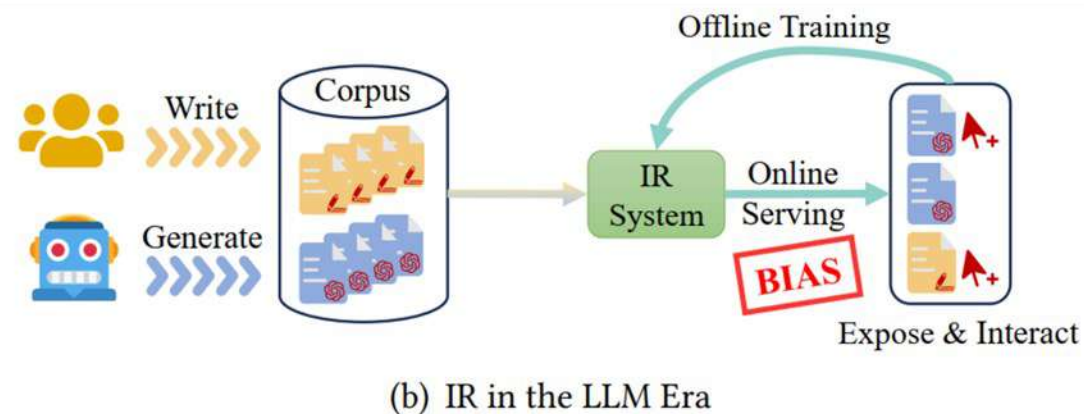 Offline Training
Write
Corpus
Generate
IR
System
Online
Serving
BIAS
Expose & Interact
(b) IR in the LLM Era